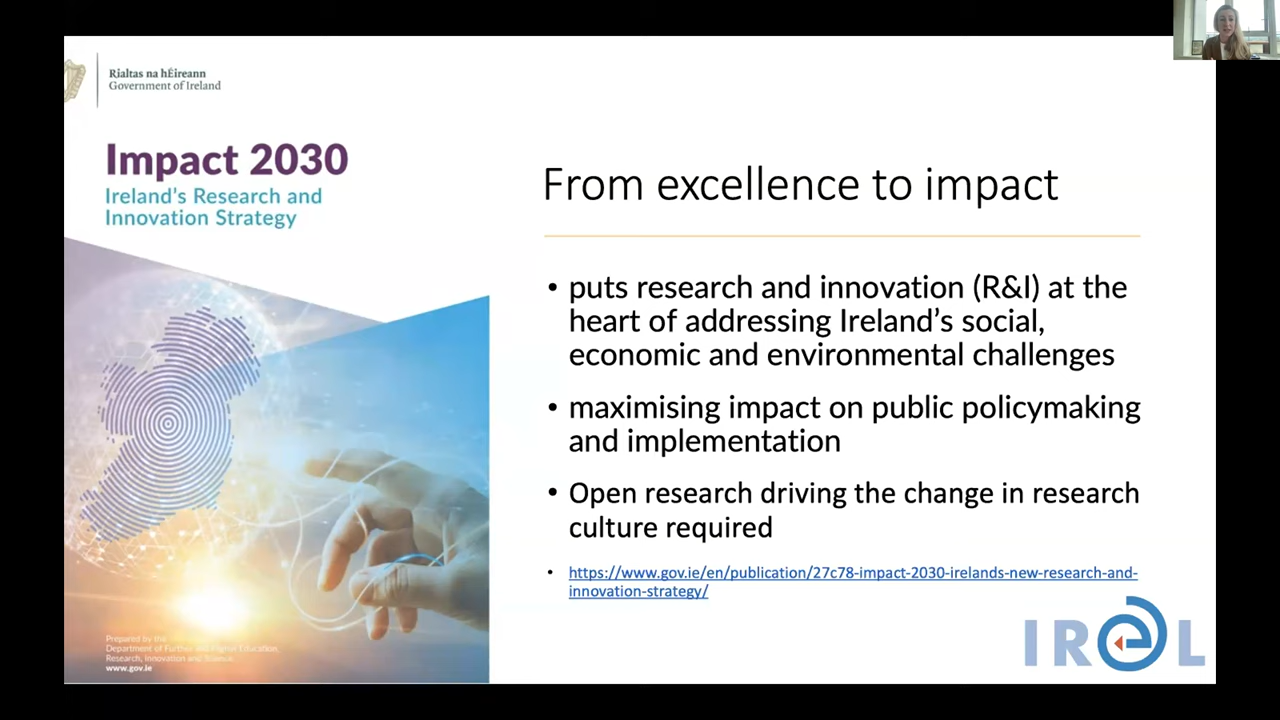 Rialtas na hÉireann
Government of Ireland
Impact 2030
Ireland's Research and
Innovation Strategy
From excellence to impact
• puts research and innovation (R&I) at the
heart of addressing Ireland's social,
economic and environmental challenges
• maximising impact on public policymaking
and implementation
• Open research driving the change in research
culture required
• https://www.gov.ie/en/publication/27c78-impact-2030-irelands-new-research-and-
innovation-strategy/
Prepared by the
Department of Further and Higher Education,
Research, Innovation and Science
www.gov.ie
IReL